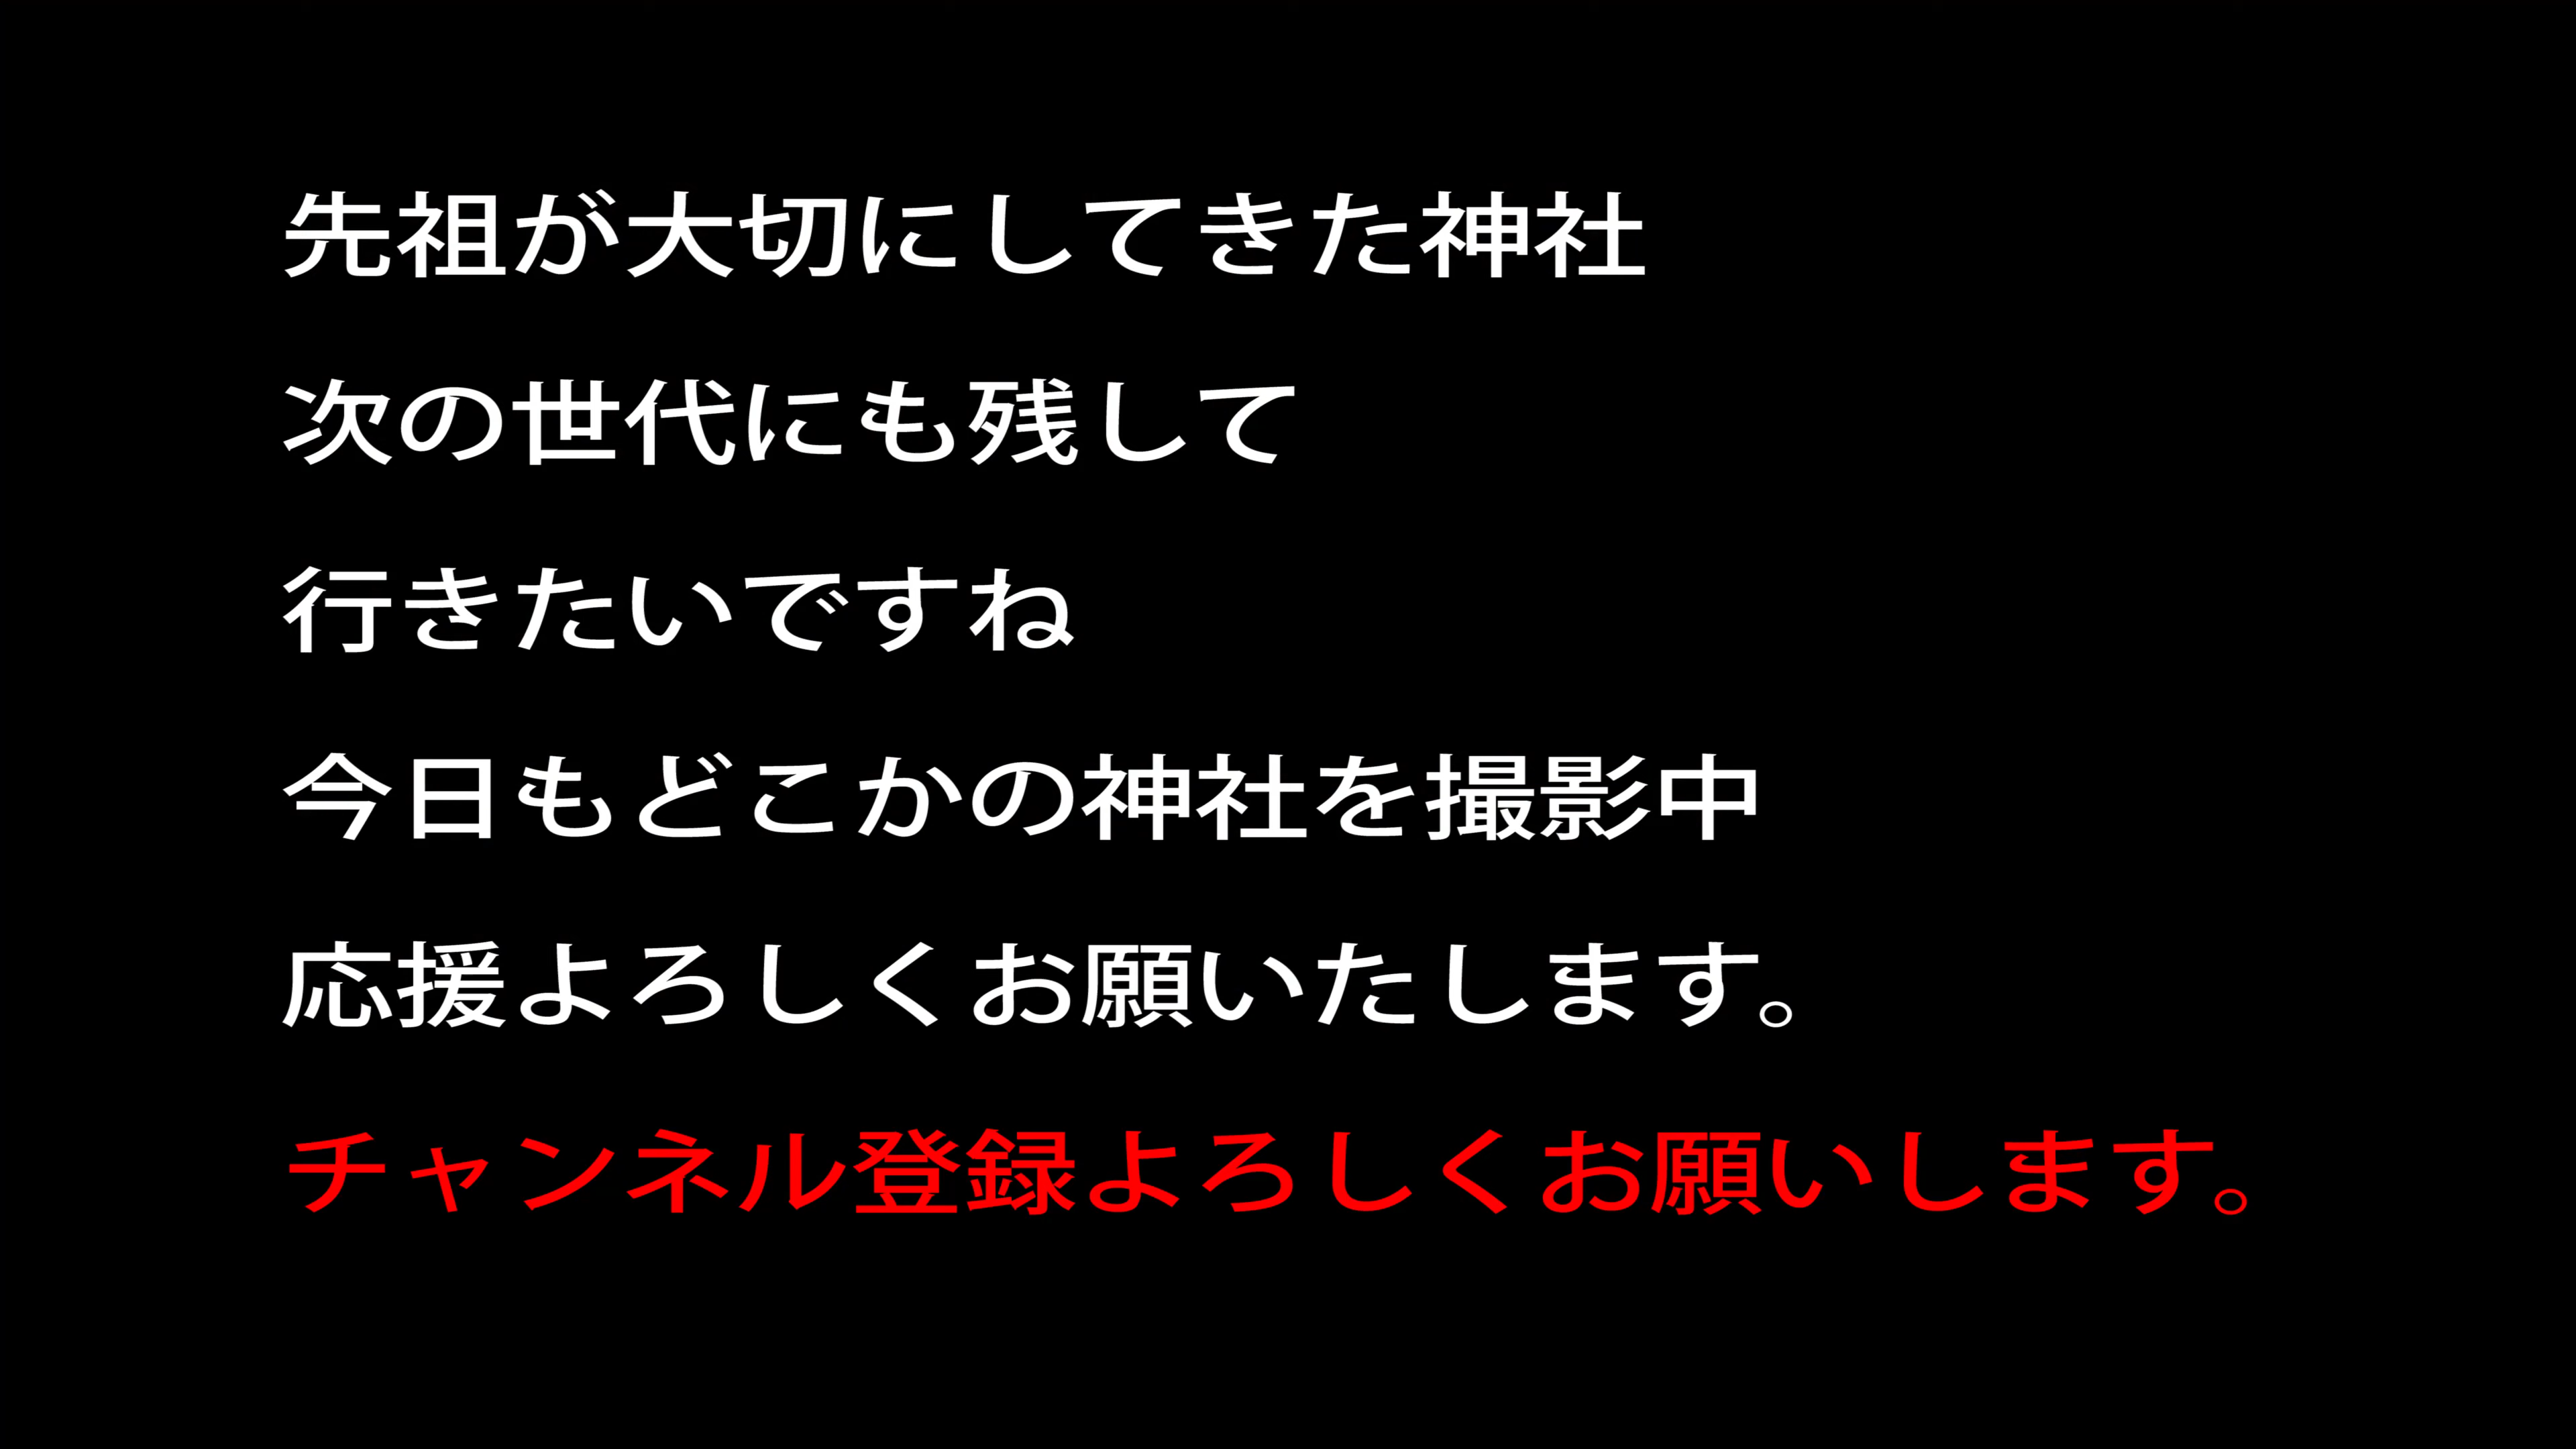 先祖が大切にしてきた神社
次の世代にも残して
行きたいですね
今日もどこかの神社を撮影中
応援よろしくお願いたします。
チャンネル登録よろしくお願いします。